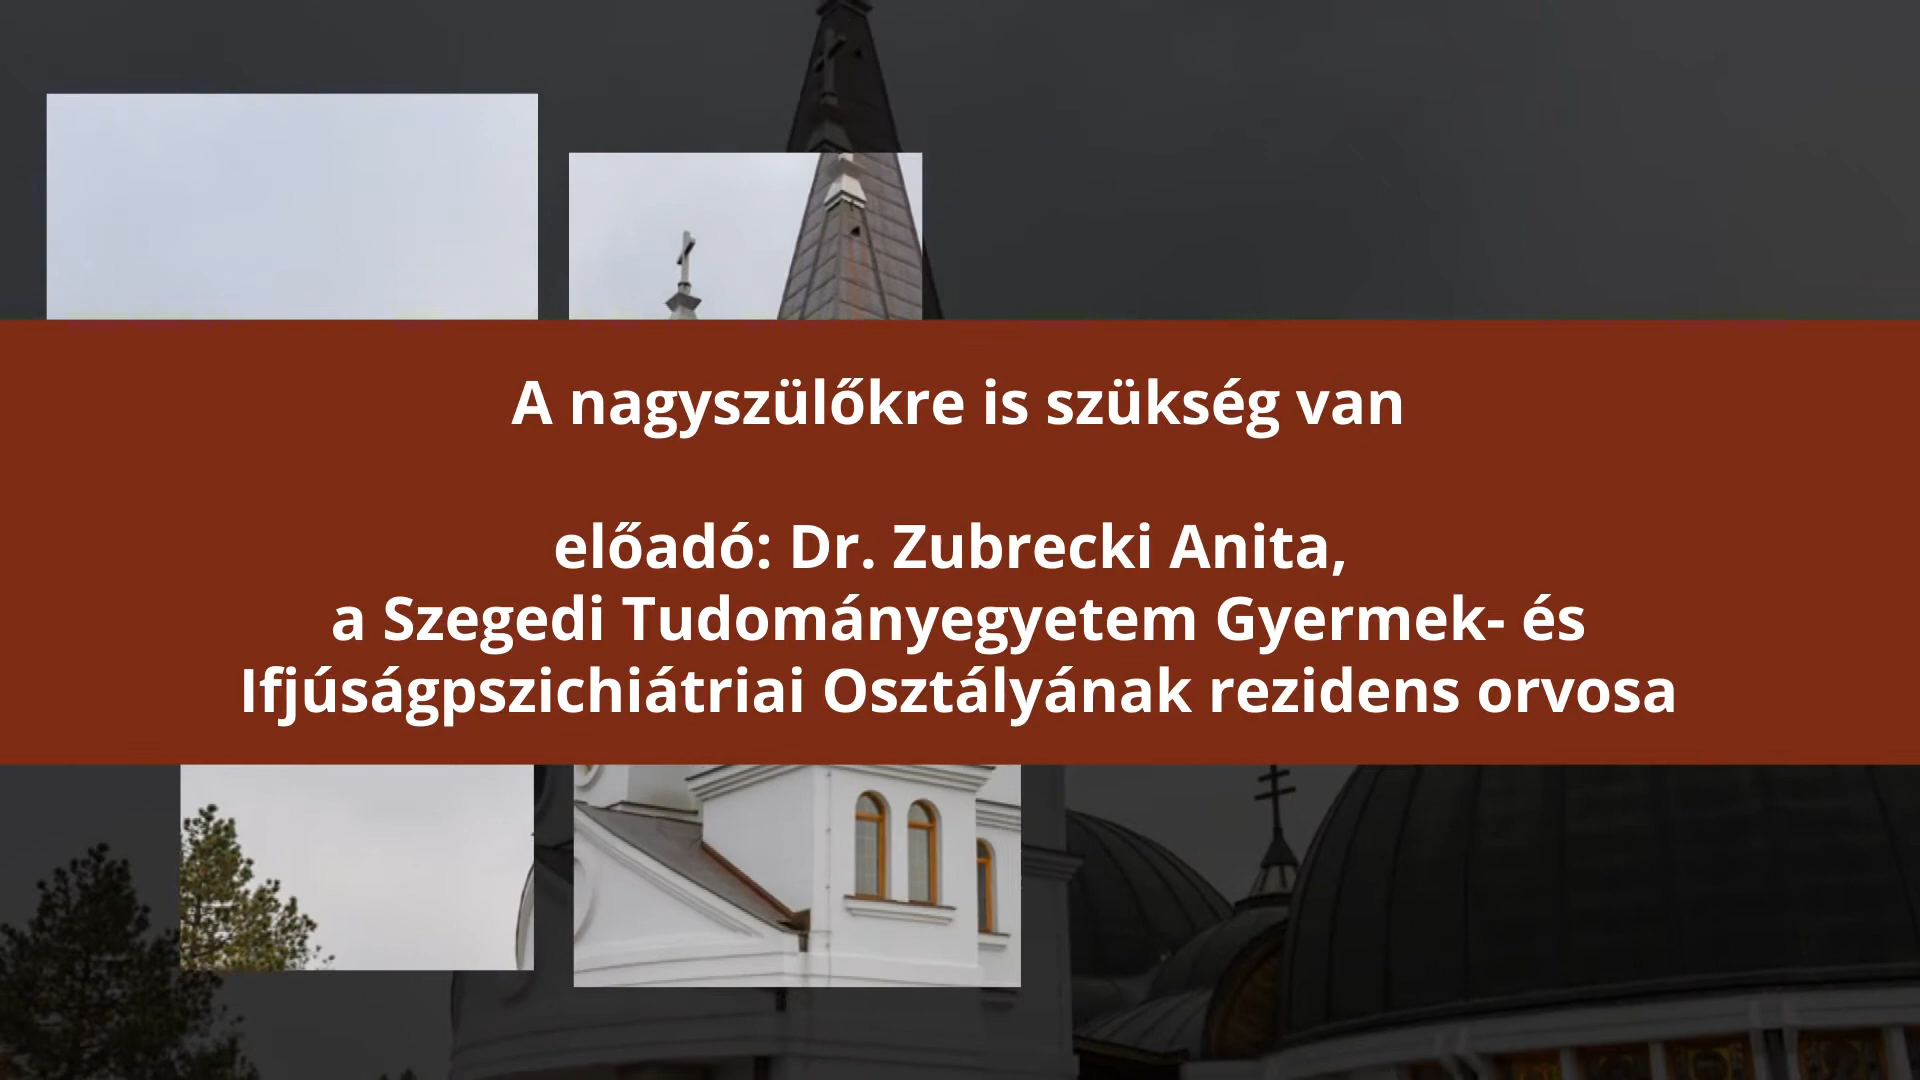 A nagyszülőkre is szükség van
előadó: Dr. Zubrecki Anita,
a Szegedi Tudományegyetem Gyermek- és
Ifjúságpszichiátriai Osztályának rezidens orvosa